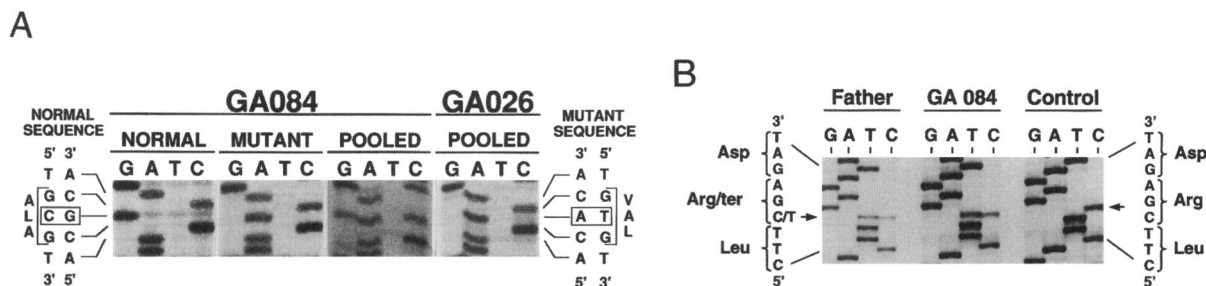 A
GA084 GA026
NORMAL SEQUENCE
NORMAL MUTANT POOLED POOLED
MUTANT SEQUENCE
5' 3'
G A T C G A T C G A T C G A T C
3' 5'
T A
A T
A G C
C G V
L C G
A T A
A G C
C G L
T A
A T
3' 5'
5' 3'
B
Father GA 084 Control
3'
G A T C G A T C G A T C
3'
T
Asp A
G
T
A Asp
G
A
Arg/ter G
C/T
A
G Arg
C
T
Leu T
C
T
T Leu
C
5'
5'